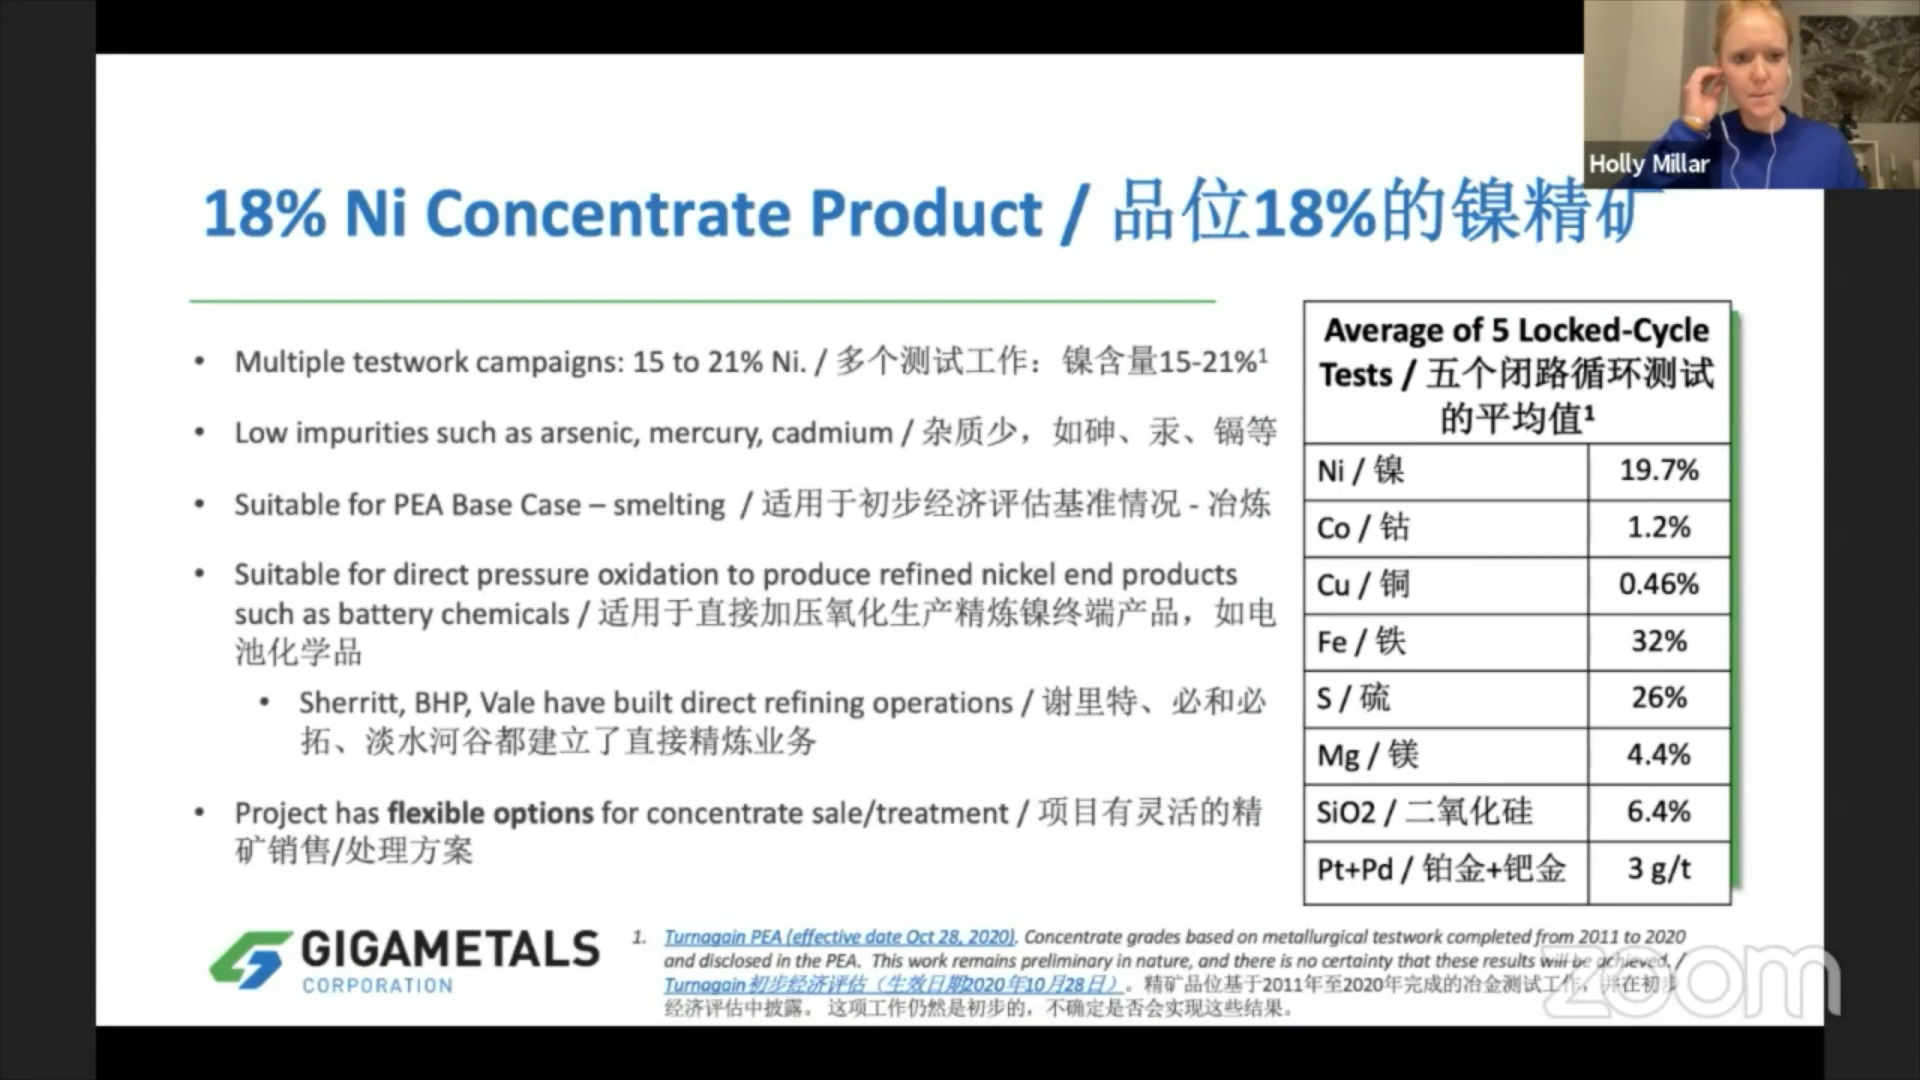 Holly Millar
18% Ni Concentrate Product / 品位18%的镍精矿
• Multiple testwork campaigns: 15 to 21% Ni. / 多个测试工作：镍含量15-21%¹
• Low impurities such as arsenic, mercury, cadmium / 杂质少，如砷、汞、镉等
• Suitable for PEA Base Case – smelting / 适用于初步经济评估基准情况 - 冶炼
• Suitable for direct pressure oxidation to produce refined nickel end products
such as battery chemicals / 适用于直接加压氧化生产精炼镍终端产品，如电
池化学品
• Sherritt, BHP, Vale have built direct refining operations / 谢里特、必和必
拓、淡水河谷都建立了直接精炼业务
• Project has flexible options for concentrate sale/treatment / 项目有灵活的精
矿销售/处理方案
Average of 5 Locked-Cycle
Tests / 五个闭路循环测试
的平均值¹
Ni / 镍 19.7%
Co / 钴 1.2%
Cu / 铜 0.46%
Fe / 铁 32%
S / 硫 26%
Mg / 镁 4.4%
SiO2 / 二氧化硅 6.4%
Pt+Pd / 铂金+钯金 3 g/t
GIGAMETALS
CORPORATION
1. Turnagain PEA (effective date Oct 28, 2020). Concentrate grades based on metallurgical testwork completed from 2011 to 2020
and disclosed in the PEA. This work remains preliminary in nature, and there is no certainty that these results will be achieved. /
Turnagain初步经济评估（生效日期2020年10月28日）。精矿品位基于2011年至2020年完成的冶金测试工作，并在初步
经济评估中披露。 这项工作仍然是初步的，不确定是否会实现这些结果。
zoom